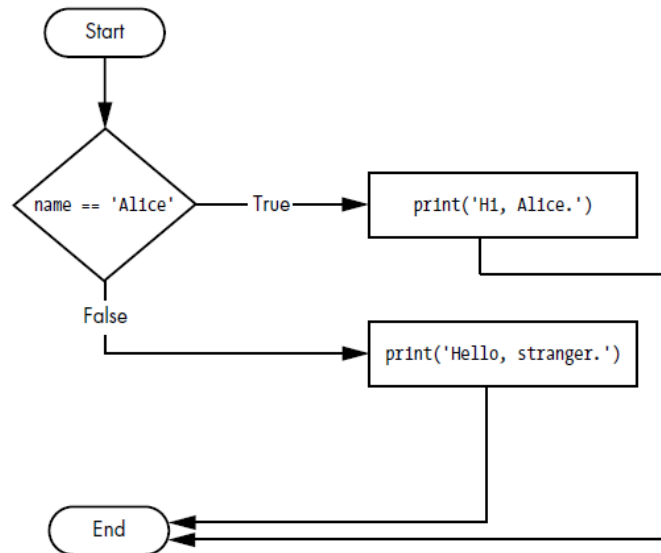 Start
name == 'Alice'
True
print('Hi, Alice.')
False
print('Hello, stranger.')
End